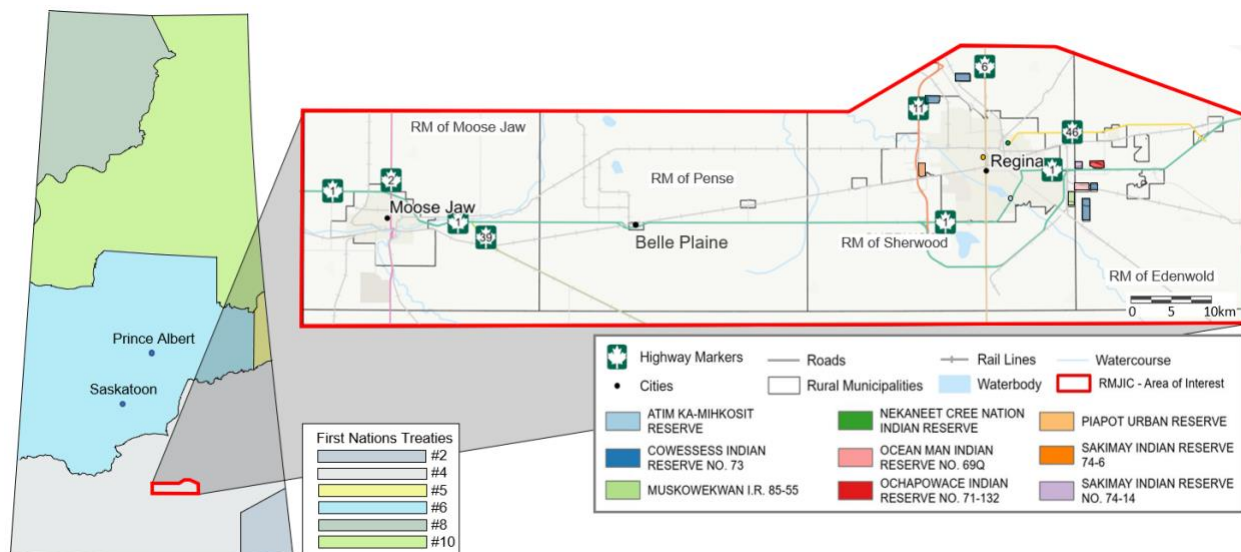 Prince Albert
Saskatoon
First Nations Treaties
#2
#4
#5
#6
#8
#10
6
11
46
RM of Moose Jaw
1
2
Moose Jaw
RM of Pense
Regina
1
1
39
Belle Plaine
1
RM of Sherwood
RM of Edenwold
0 5 10km
Highway Markers
Roads
Rail Lines
Watercourse
Cities
Rural Municipalities
Waterbody
RMJIC - Area of Interest
ATIM KA-MIHKOSIT
RESERVE
NEKANEET CREE NATION
INDIAN RESERVE
PIAPOT URBAN RESERVE
COWESSESS INDIAN
RESERVE NO. 73
OCEAN MAN INDIAN
RESERVE NO. 69Q
SAKIMAY INDIAN RESERVE
74-6
MUSKOWEKWAN I.R. 85-55
OCHAPOWACE INDIAN
RESERVE NO. 71-132
SAKIMAY INDIAN RESERVE
NO. 74-14